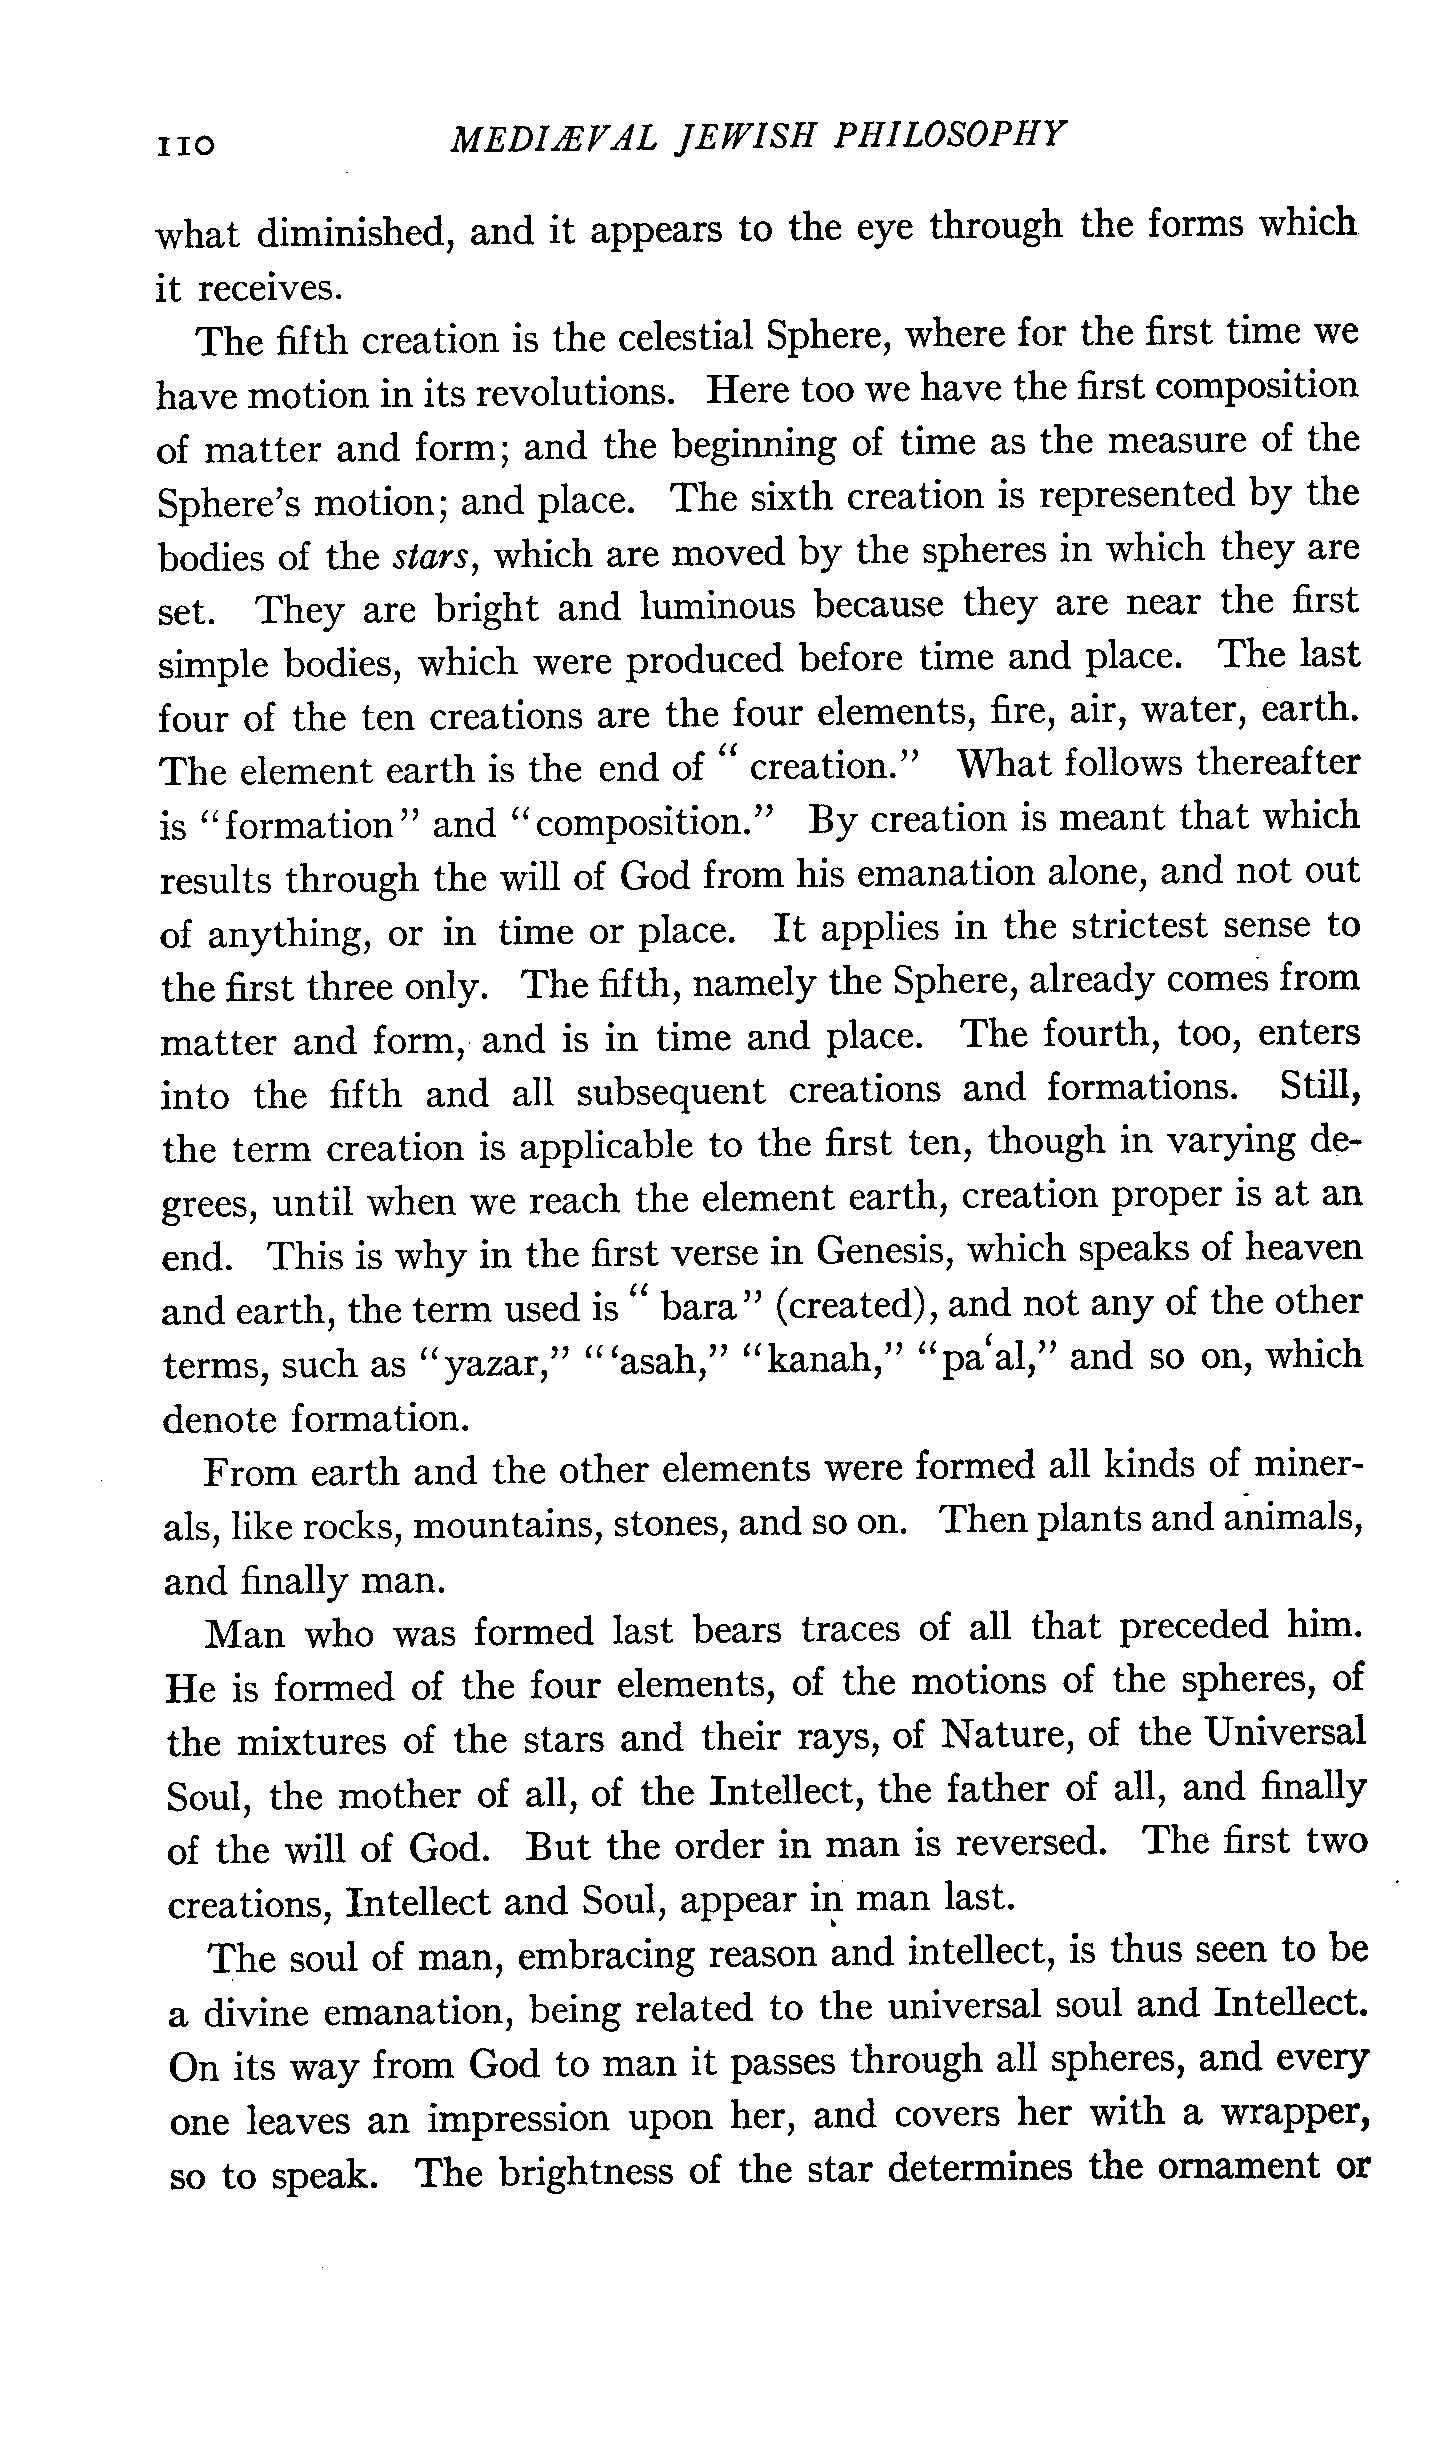 110 MEDIÆVAL JEWISH PHILOSOPHY
what diminished, and it appears to the eye through the forms which
it receives.
The fifth creation is the celestial Sphere, where for the first time we
have motion in its revolutions. Here too we have the first composition
of matter and form; and the beginning of time as the measure of the
Sphere's motion; and place. The sixth creation is represented by the
bodies of the stars, which are moved by the spheres in which they are
set. They are bright and luminous because they are near the first
simple bodies, which were produced before time and place. The last
four of the ten creations are the four elements, fire, air, water, earth.
The element earth is the end of “ creation.” What follows thereafter
is “formation” and “composition.” By creation is meant that which
results through the will of God from his emanation alone, and not out
of anything, or in time or place. It applies in the strictest sense to
the first three only. The fifth, namely the Sphere, already comes from
matter and form, and is in time and place. The fourth, too, enters
into the fifth and all subsequent creations and formations. Still,
the term creation is applicable to the first ten, though in varying de-
grees, until when we reach the element earth, creation proper is at an
end. This is why in the first verse in Genesis, which speaks of heaven
and earth, the term used is “ bara” (created), and not any of the other
terms, such as “yazar,” “‘asah,” “kanah,” “pa‘al,” and so on, which
denote formation.
From earth and the other elements were formed all kinds of miner-
als, like rocks, mountains, stones, and so on. Then plants and animals,
and finally man.
Man who was formed last bears traces of all that preceded him.
He is formed of the four elements, of the motions of the spheres, of
the mixtures of the stars and their rays, of Nature, of the Universal
Soul, the mother of all, of the Intellect, the father of all, and finally
of the will of God. But the order in man is reversed. The first two
creations, Intellect and Soul, appear in man last.
The soul of man, embracing reason and intellect, is thus seen to be
a divine emanation, being related to the universal soul and Intellect.
On its way from God to man it passes through all spheres, and every
one leaves an impression upon her, and covers her with a wrapper,
so to speak. The brightness of the star determines the ornament or